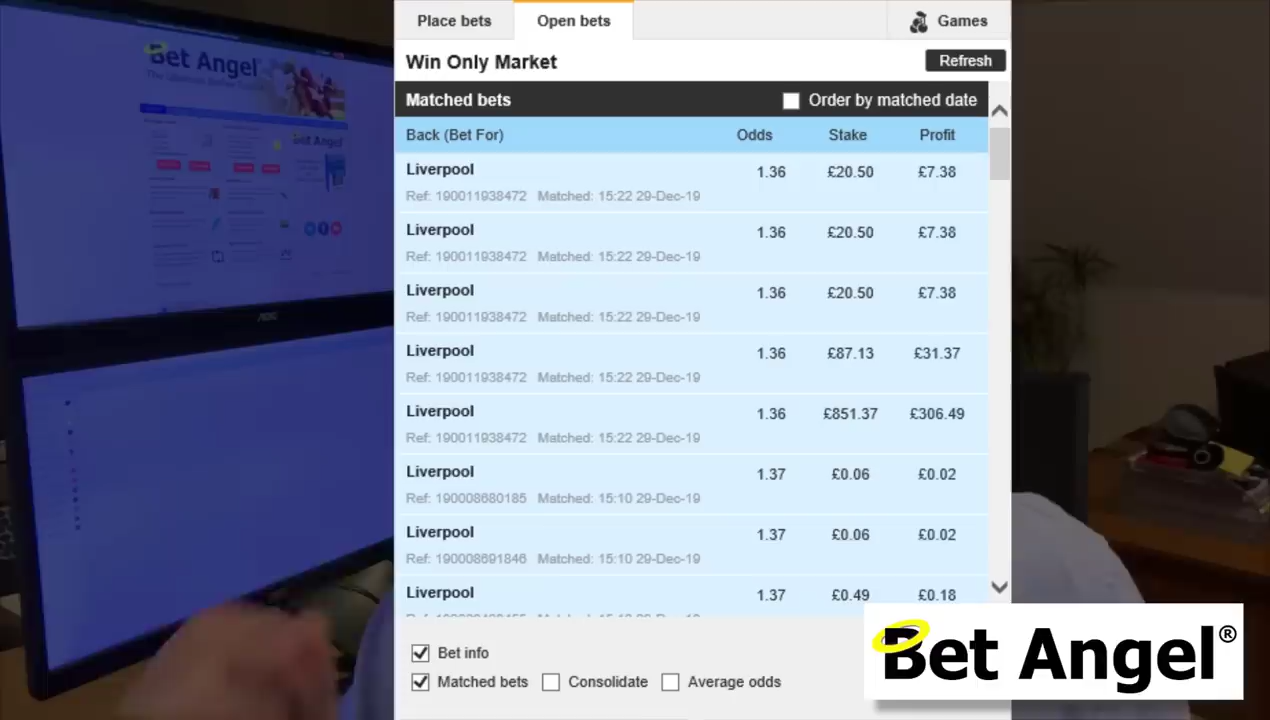 Place bets
Open bets
Games
Win Only Market
Refresh
Matched bets
Order by matched date
Back (Bet For) Odds Stake Profit
Liverpool 1.36 £20.50 £7.38
Ref: 190011938472 Matched: 15:22 29-Dec-19
Liverpool 1.36 £20.50 £7.38
Ref: 190011938472 Matched: 15:22 29-Dec-19
Liverpool 1.36 £20.50 £7.38
Ref: 190011938472 Matched: 15:22 29-Dec-19
Liverpool 1.36 £87.13 £31.37
Ref: 190011938472 Matched: 15:22 29-Dec-19
Liverpool 1.36 £851.37 £306.49
Ref: 190011938472 Matched: 15:22 29-Dec-19
Liverpool 1.37 £0.06 £0.02
Ref: 190008680185 Matched: 15:10 29-Dec-19
Liverpool 1.37 £0.06 £0.02
Ref: 190008691846 Matched: 15:10 29-Dec-19
Liverpool 1.37 £0.49 £0.18
Bet info
Matched bets
Consolidate
Average odds
Bet Angel®
Bet Angel
Bet Angel
AOC